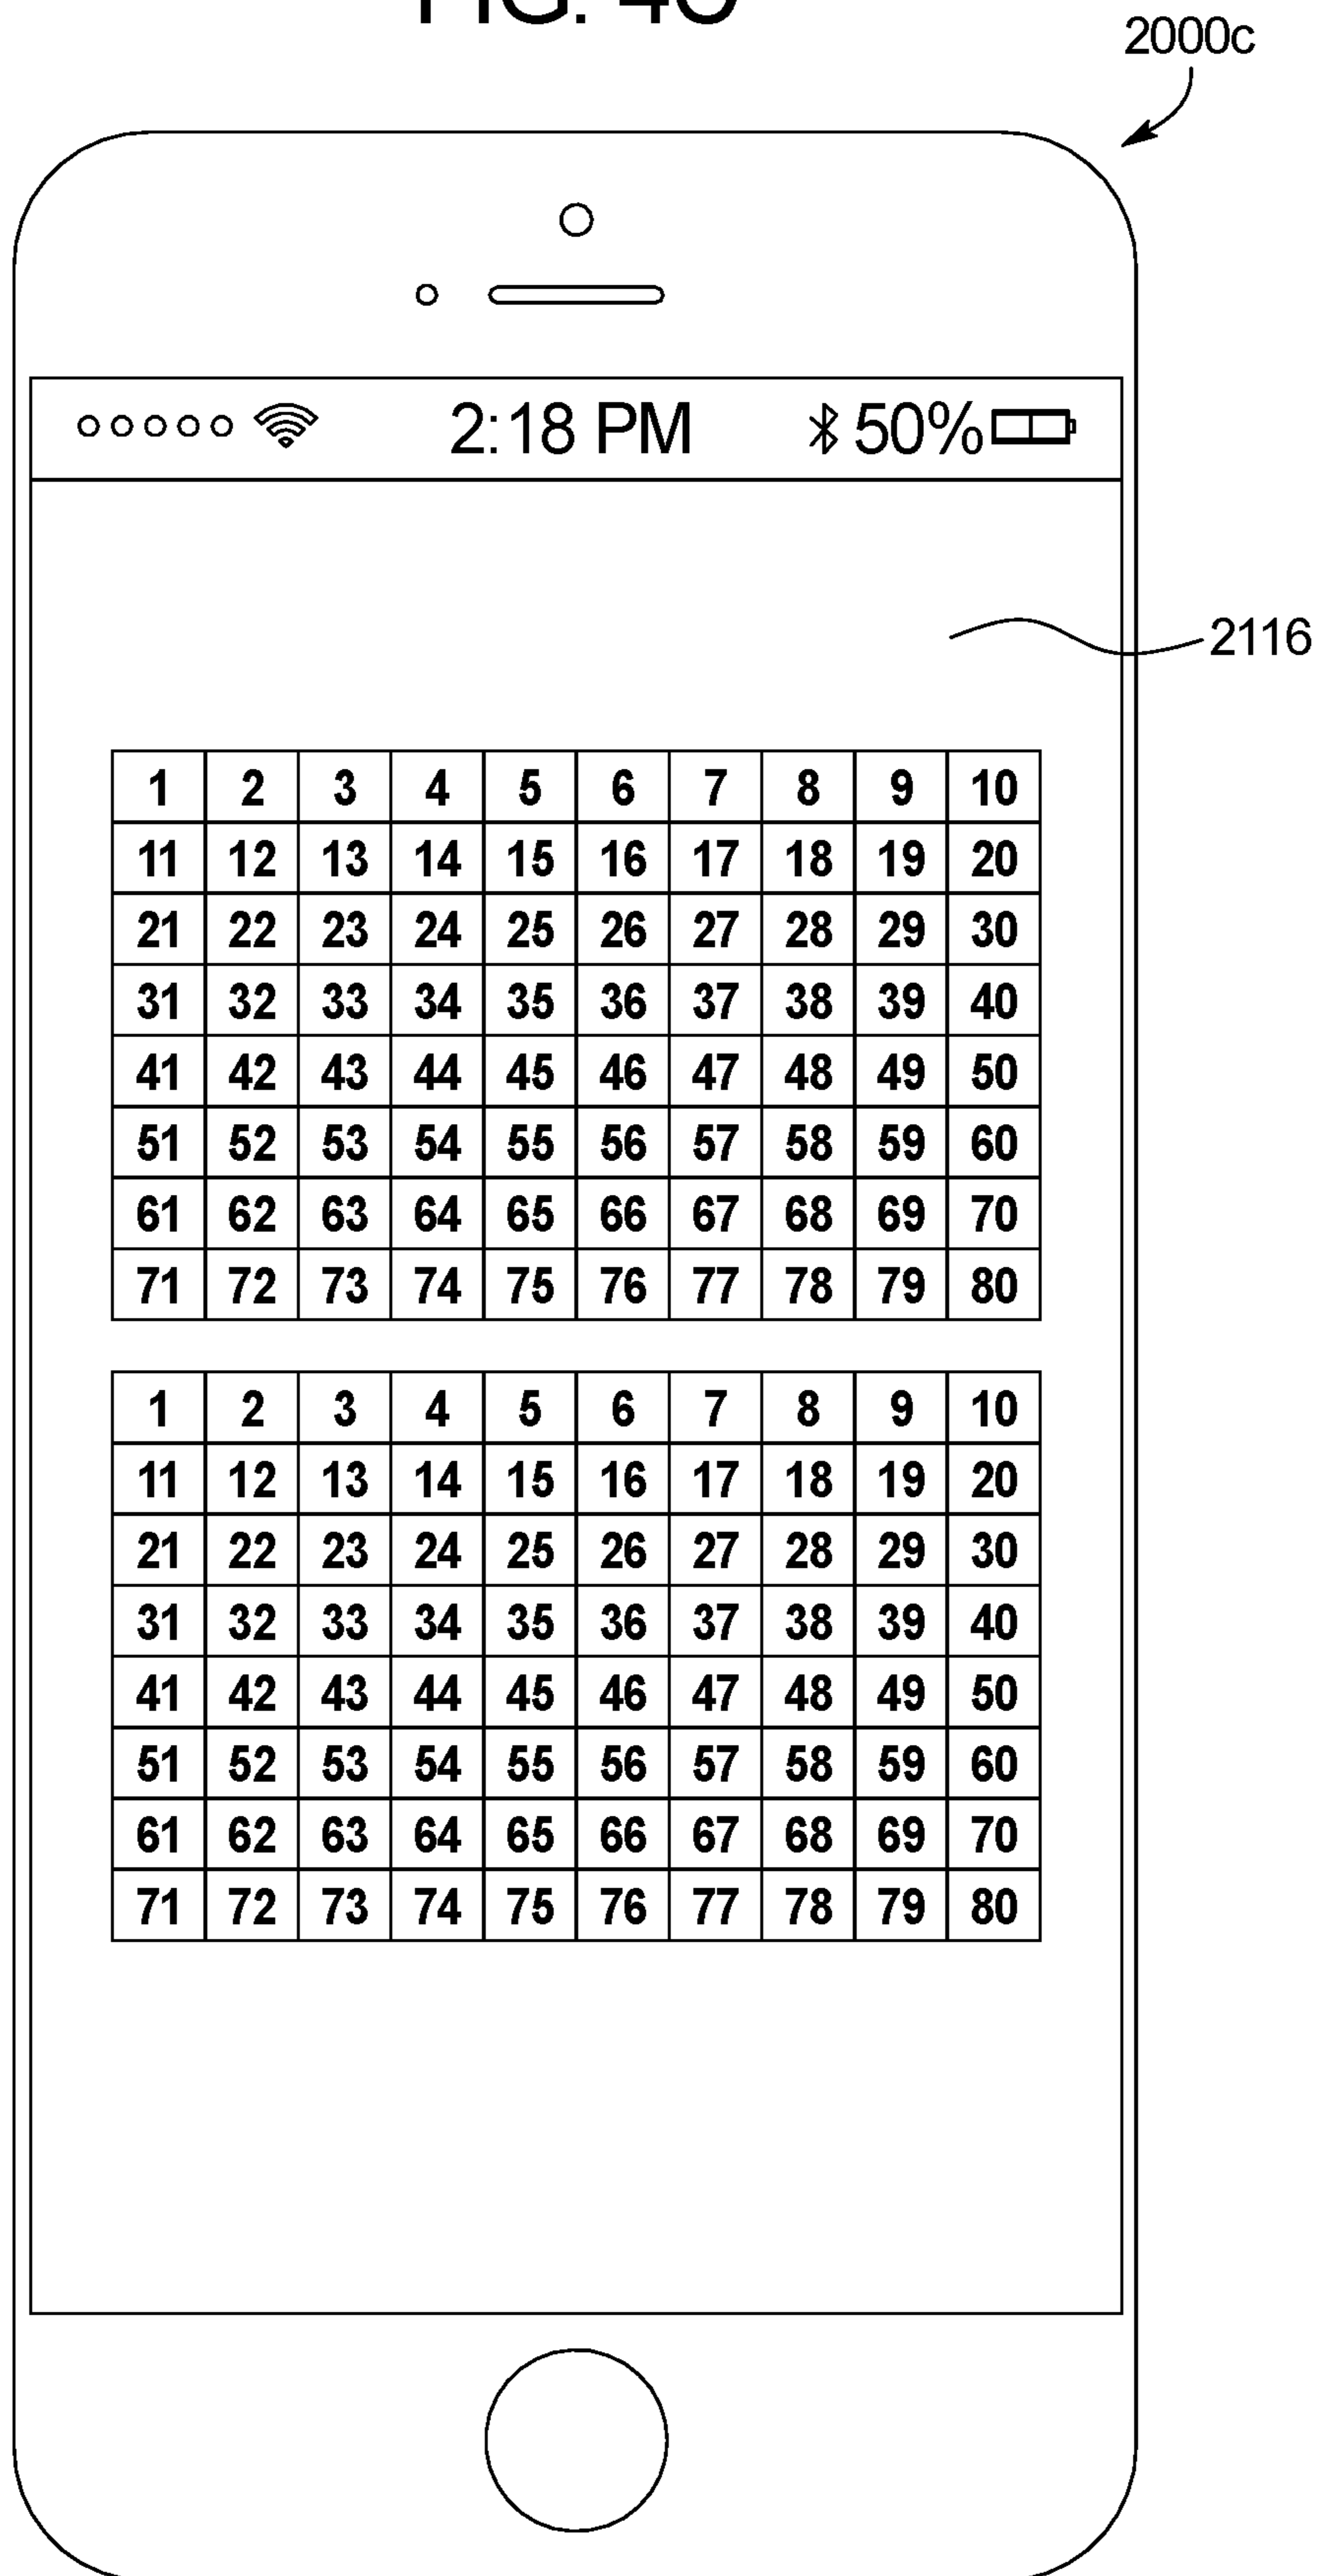 2000c
2:18 PM 50%
2116
1 2 3 4 5 6 7 8 9 10
11 12 13 14 15 16 17 18 19 20
21 22 23 24 25 26 27 28 29 30
31 32 33 34 35 36 37 38 39 40
41 42 43 44 45 46 47 48 49 50
51 52 53 54 55 56 57 58 59 60
61 62 63 64 65 66 67 68 69 70
71 72 73 74 75 76 77 78 79 80
1 2 3 4 5 6 7 8 9 10
11 12 13 14 15 16 17 18 19 20
21 22 23 24 25 26 27 28 29 30
31 32 33 34 35 36 37 38 39 40
41 42 43 44 45 46 47 48 49 50
51 52 53 54 55 56 57 58 59 60
61 62 63 64 65 66 67 68 69 70
71 72 73 74 75 76 77 78 79 80